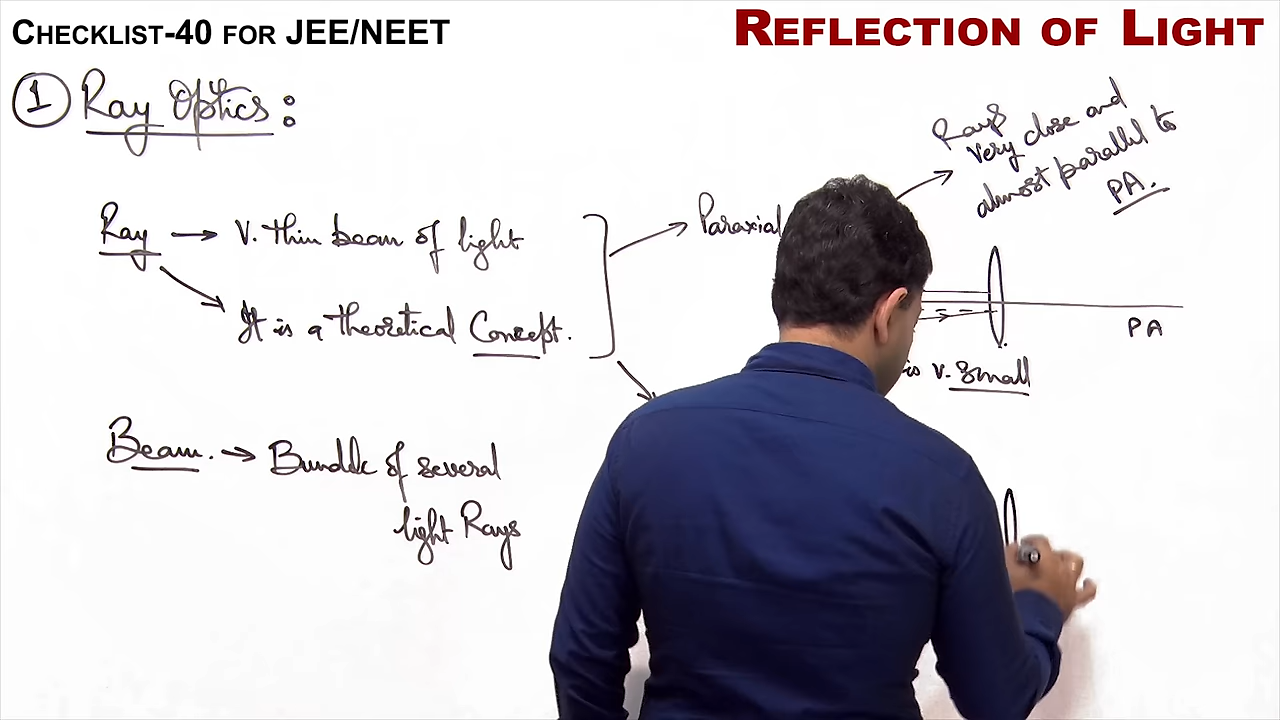 CHECKLIST-40 FOR JEE/NEET
REFLECTION OF LIGHT
1 Ray Optics :
Rays
very close and
almost parallel to
PA.
Ray → V. thin beam of light
It is a theoretical Concept.
Paraxial
PA
is v. small
Beam. → Bundle of several
light Rays